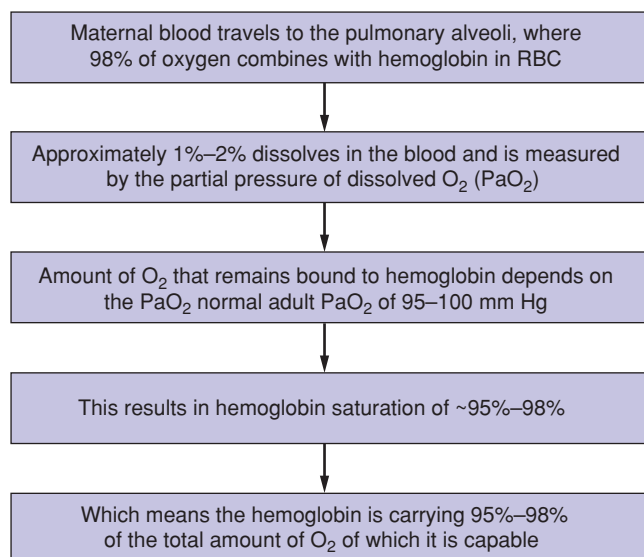 Maternal blood travels to the pulmonary alveoli, where
98% of oxygen combines with hemoglobin in RBC
Approximately 1%–2% dissolves in the blood and is measured
by the partial pressure of dissolved O₂ (PaO₂)
Amount of O₂ that remains bound to hemoglobin depends on
the PaO₂ normal adult PaO₂ of 95–100 mm Hg
This results in hemoglobin saturation of ~95%–98%
Which means the hemoglobin is carrying 95%–98%
of the total amount of O₂ of which it is capable